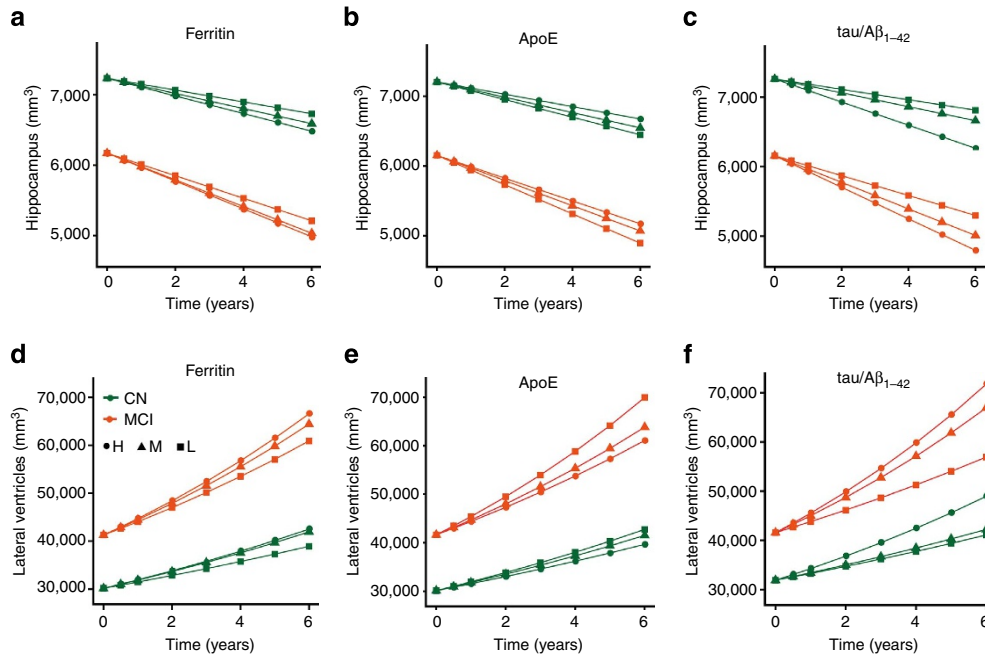 a
Ferritin
Hippocampus (mm³)
7,000
6,000
5,000
0 2 4 6
Time (years)
b
ApoE
Hippocampus (mm³)
7,000
6,000
5,000
0 2 4 6
Time (years)
c
tau/Aβ₁₋₄₂
Hippocampus (mm³)
7,000
6,000
5,000
0 2 4 6
Time (years)
d
Ferritin
Lateral ventricles (mm³)
70,000
60,000
50,000
40,000
30,000
CN
MCI
H M L
0 2 4 6
Time (years)
e
ApoE
Lateral ventricles (mm³)
70,000
60,000
50,000
40,000
30,000
0 2 4 6
Time (years)
f
tau/Aβ₁₋₄₂
Lateral ventricles (mm³)
70,000
60,000
50,000
40,000
30,000
0 2 4 6
Time (years)